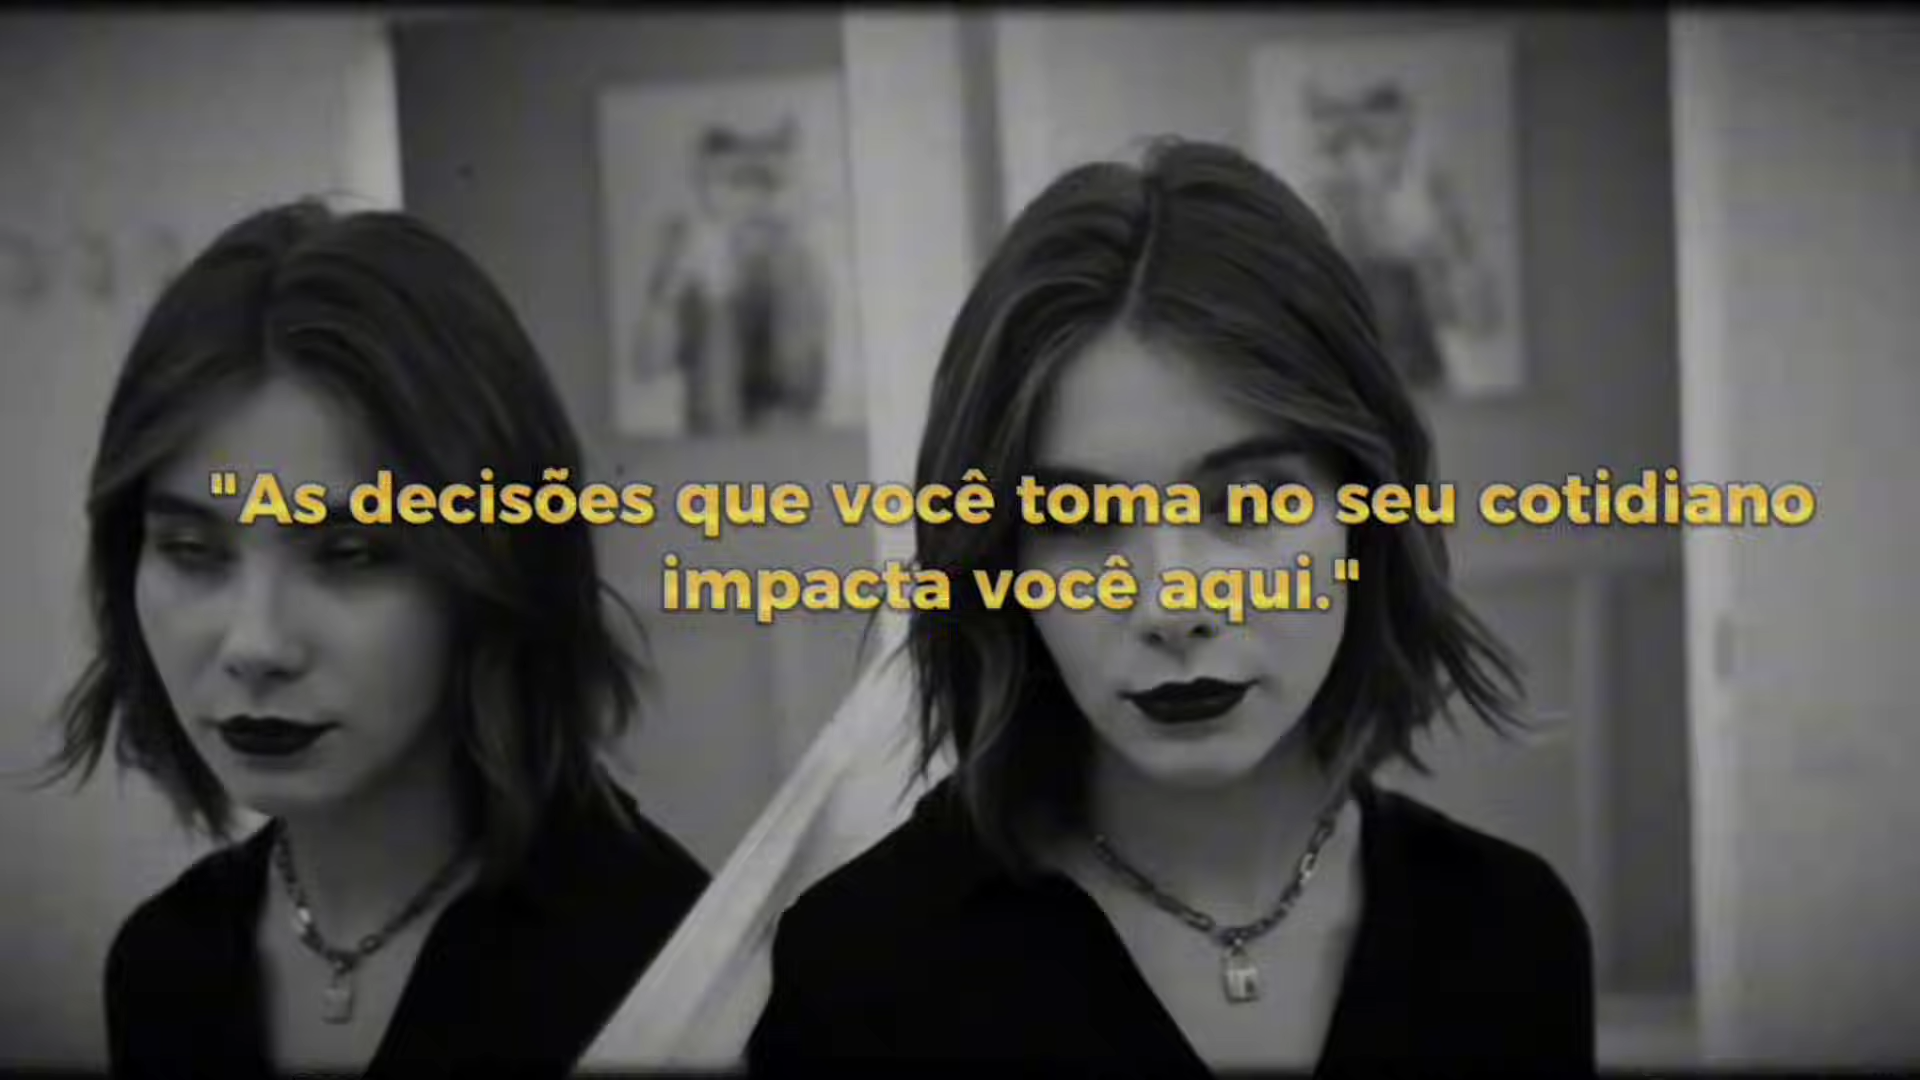 "As decisões que você toma no seu cotidiano
impacta você aqui."